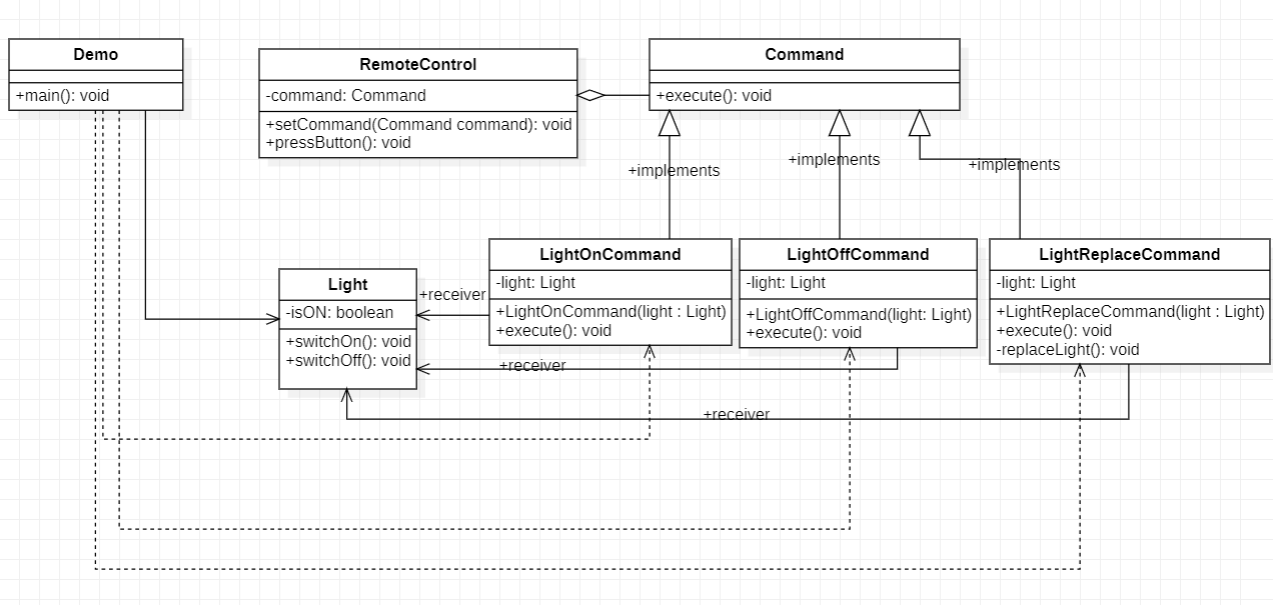 Demo
+main(): void
RemoteControl
-command: Command
+setCommand(Command command): void
+pressButton(): void
Command
+execute(): void
+implements
+implements
+implements
Light
-isON: boolean
+switchOn(): void
+switchOff(): void
+receiver
LightOnCommand
-light: Light
+LightOnCommand(light : Light)
+execute(): void
LightOffCommand
-light: Light
+LightOffCommand(light: Light)
+execute(): void
LightReplaceCommand
-light: Light
+LightReplaceCommand(light : Light)
+execute(): void
-replaceLight(): void
+receiver
+receiver